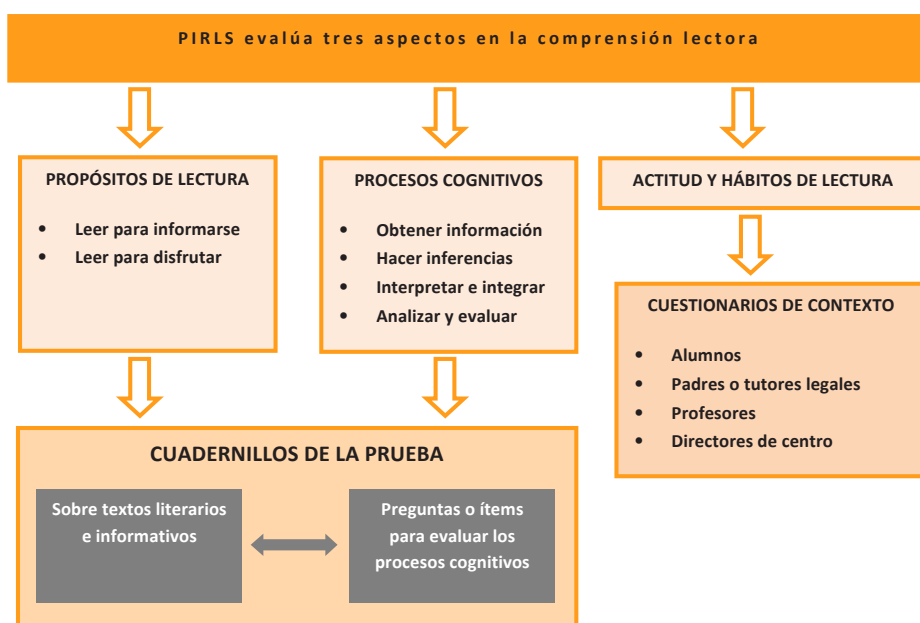 PIRLS evalúa tres aspectos en la comprensión lectora
PROPÓSITOS DE LECTURA
• Leer para informarse
• Leer para disfrutar
PROCESOS COGNITIVOS
• Obtener información
• Hacer inferencias
• Interpretar e integrar
• Analizar y evaluar
ACTITUD Y HÁBITOS DE LECTURA
CUESTIONARIOS DE CONTEXTO
• Alumnos
• Padres o tutores legales
• Profesores
• Directores de centro
CUADERNILLOS DE LA PRUEBA
Sobre textos literarios
e informativos
Preguntas o ítems
para evaluar los
procesos cognitivos